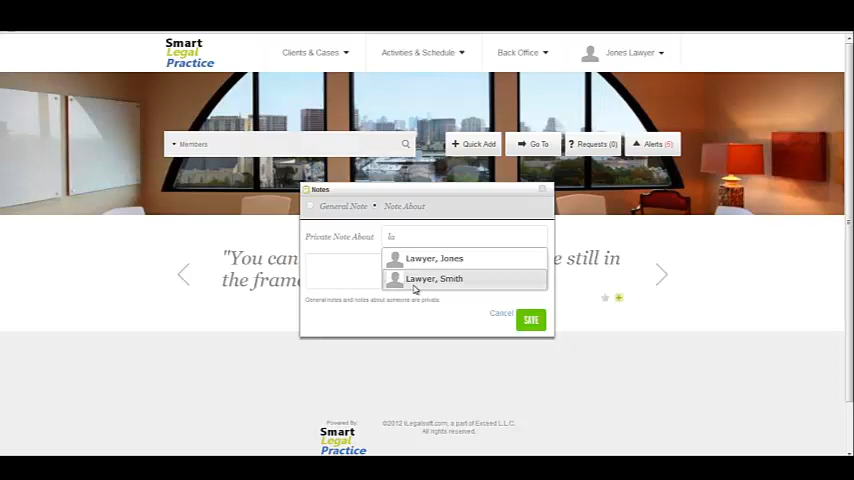 Smart
Legal
Practice
Clients & Cases
Activities & Schedule
Back Office
Jones Lawyer
Members
Quick Add
Go To
? Requests (0)
Alerts (5)
Notes
General Note
Note About
Private Note About
la
Lawyer, Jones
Lawyer, Smith
"You can
e still in
the frame
General notes and notes about someone are private.
Cancel
SAVE
Powered By:
Smart
Legal
Practice
©2012 iLegalsoft.com, a part of Exceed L.L.C.
All rights reserved.